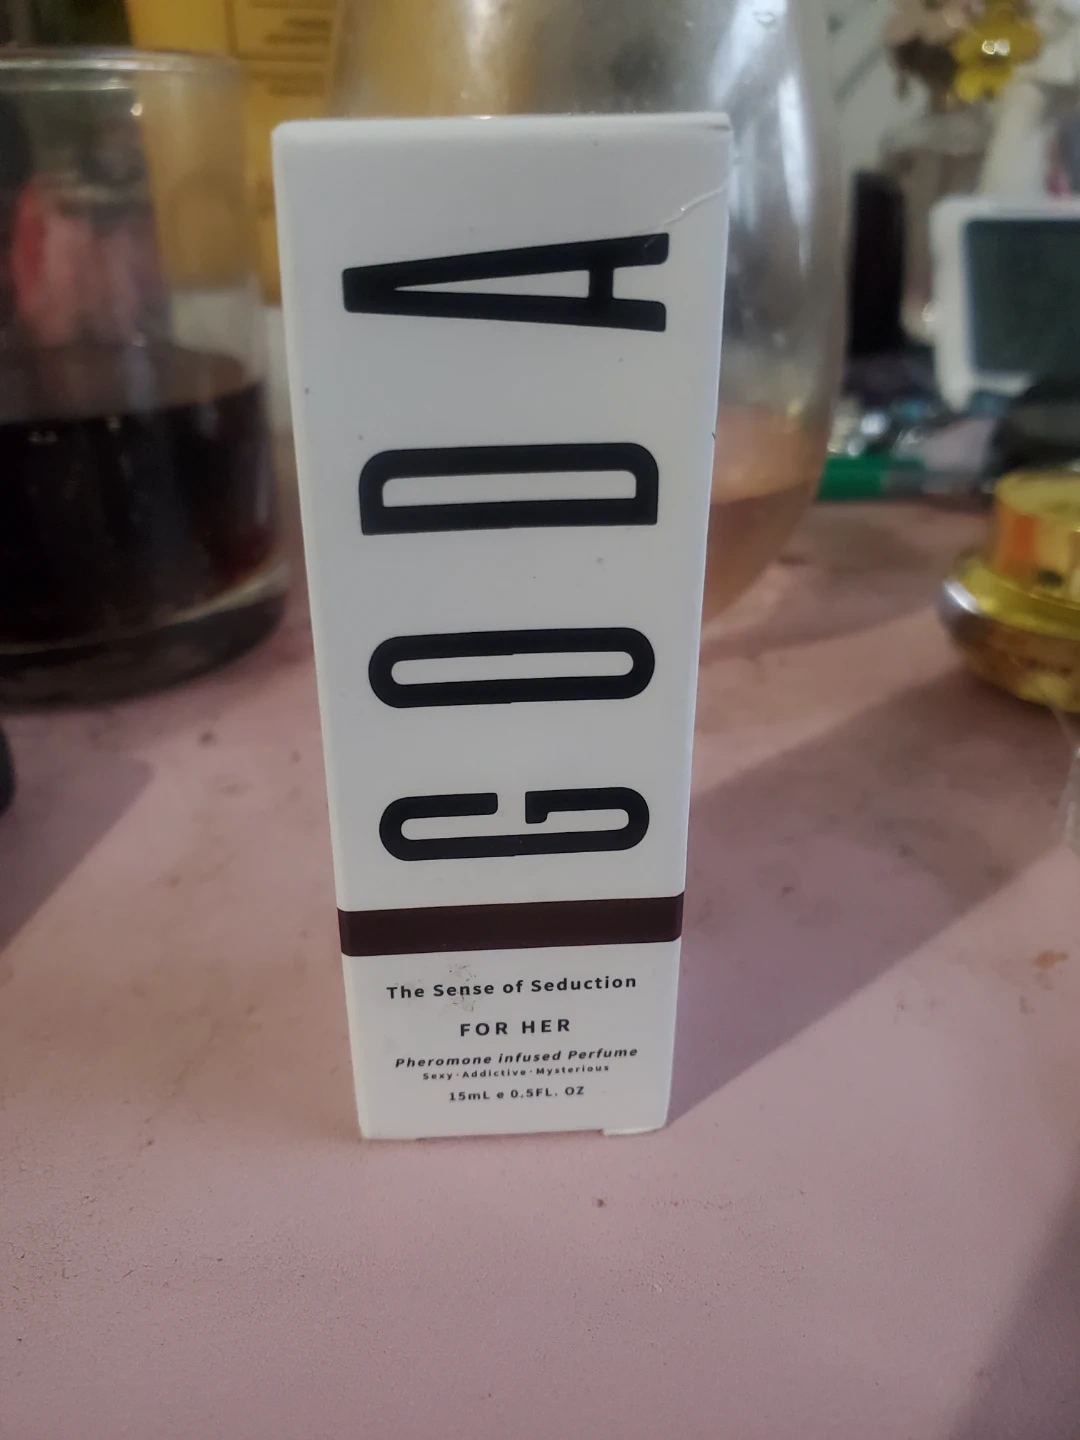 GODA
The Sense of Seduction
FOR HER
Pheromone infused Perfume
Sexy·Addictive·Mysterious
15mL e 0.5FL. OZ